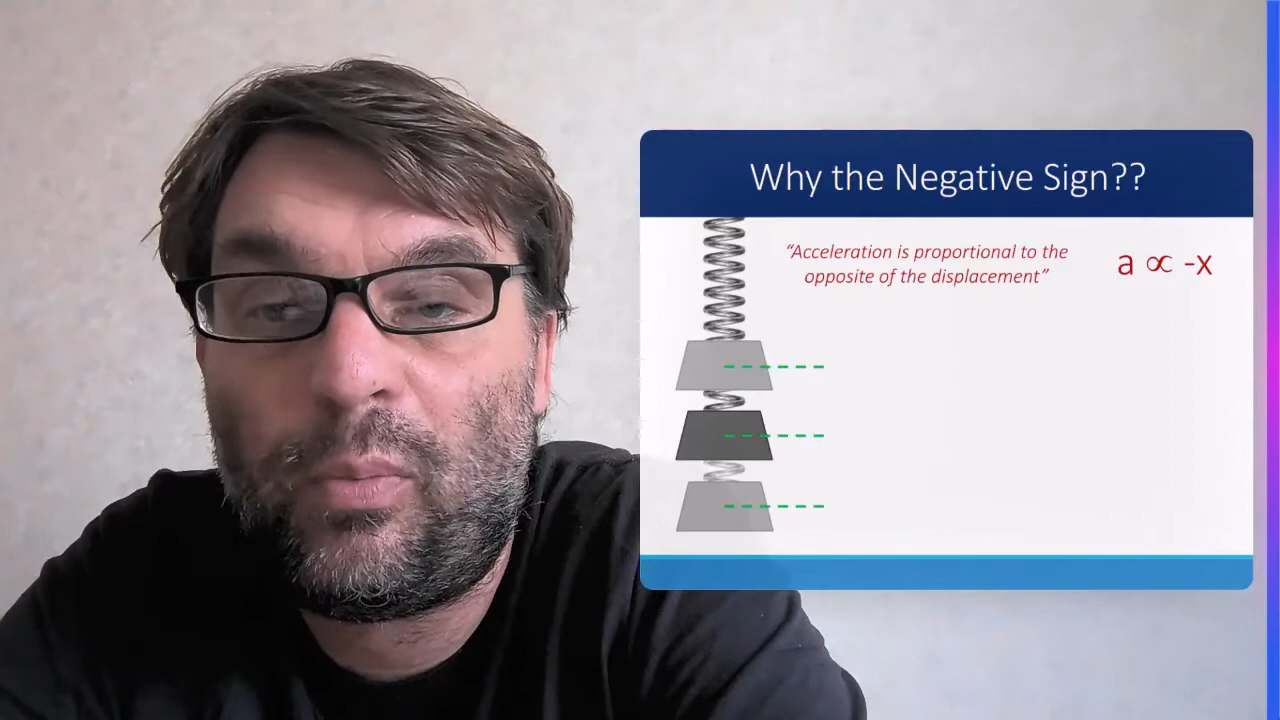 Why the Negative Sign??
“Acceleration is proportional to the
opposite of the displacement”
a ∝ -x